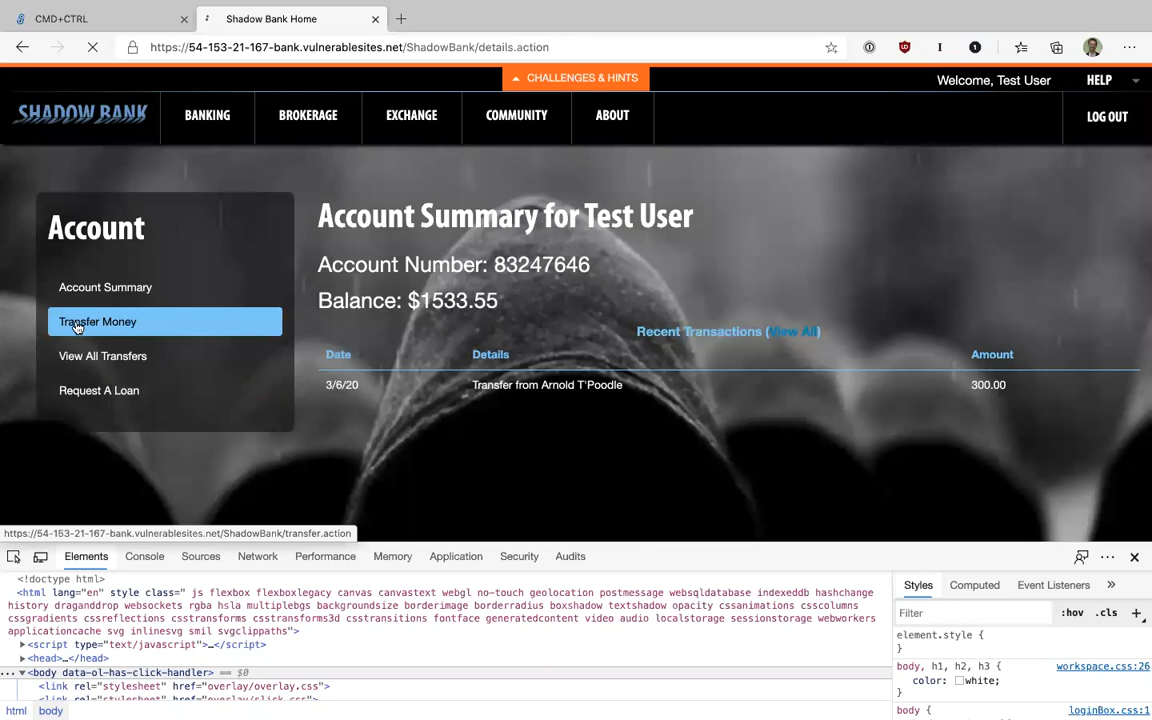 CMD+CTRL
Shadow Bank Home
https://54-153-21-167-bank.vulnerablesites.net/ShadowBank/details.action
CHALLENGES & HINTS
Welcome, Test User
HELP
SHADOW BANK
BANKING
BROKERAGE
EXCHANGE
COMMUNITY
ABOUT
LOG OUT
Account
Account Summary
Transfer Money
View All Transfers
Request A Loan
Account Summary for Test User
Account Number: 83247646
Balance: $1533.55
Recent Transactions (View All)
Date Details Amount
3/6/20 Transfer from Arnold T'Poodle 300.00
https://54-153-21-167-bank.vulnerablesites.net/ShadowBank/transfer.action
Elements Console Sources Network Performance Memory Application Security Audits
<!doctype html>
<html lang="en" style class=" js flexbox flexboxlegacy canvas canvastext webgl no-touch geolocation postmessage websqldatabase indexeddb hashchange
history draganddrop websockets rgba hsla multiplebgs backgroundsize borderimage borderradius boxshadow textshadow opacity cssanimations csscolumns
cssgradients cssreflections csstransforms csstransforms3d csstransitions fontface generatedcontent video audio localstorage sessionstorage webworkers
applicationcache svg inlinesvg smil svgclippaths">
<script type="text/javascript">…</script>
<head>…</head>
<body data-ol-has-click-handler> == $0
<link rel="stylesheet" href="overlay/overlay.css">
<link rel="stylesheet" href="overlay/slick.css">
html body
Styles Computed Event Listeners
Filter
:hov .cls
element.style {
}
body, h1, h2, h3 { workspace.css:26
color: white;
}
body { loginBox.css:1